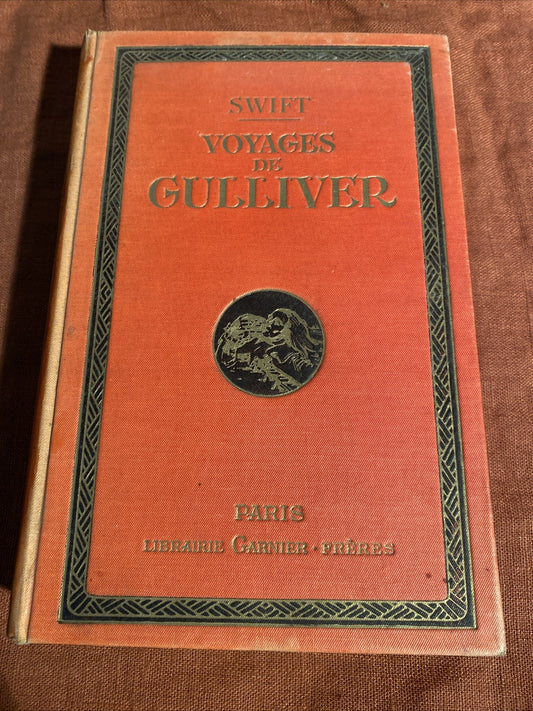 SWIFT
VOYAGES
DE
GULLIVER
PARIS
LIBRAIRIE GARNIER · FRÈRES